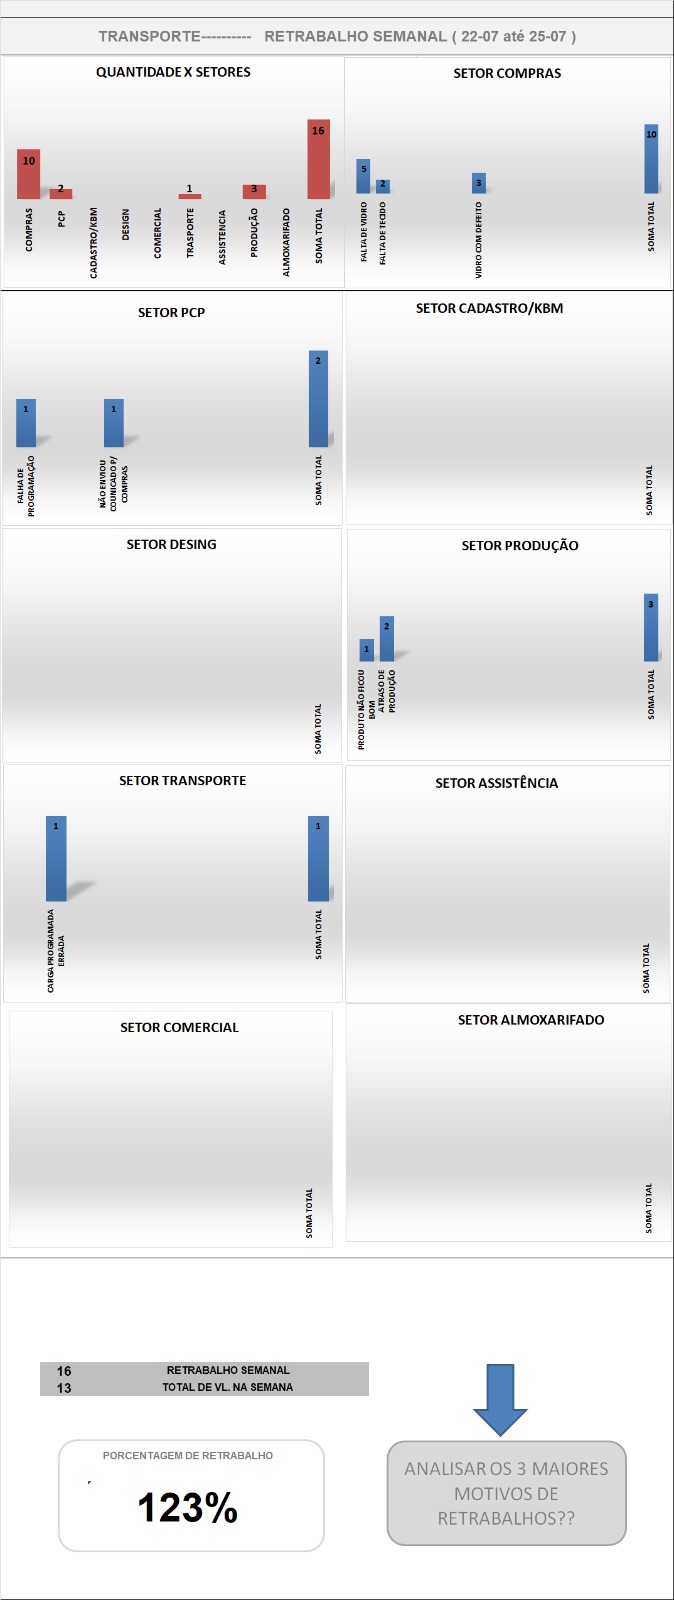 TRANSPORTE---------- RETRABALHO SEMANAL ( 22-07 até 25-07 )
QUANTIDADE X SETORES
10
2
1
3
16
COMPRAS
PCP
CADASTRO/KBM
DESIGN
COMERCIAL
TRASPORTE
ASSISTENCIA
PRODUÇÃO
ALMOXARIFADO
SOMA TOTAL
SETOR COMPRAS
5
2
3
10
FALTA DE VIDRO
FALTA DE TECIDO
VIDRO COM DEFEITO
SOMA TOTAL
SETOR PCP
1
1
2
FALHA DE
PROGRAMAÇÃO
NÃO ENVIOU
COUNICADO P/
COMPRAS
SOMA TOTAL
SETOR CADASTRO/KBM
SOMA TOTAL
SETOR DESING
SOMA TOTAL
SETOR PRODUÇÃO
1
2
3
PRODUTO NÃO FICOU
BOM
ATRASO DE
PRODUÇÃO
SOMA TOTAL
SETOR TRANSPORTE
1
1
CARGA PROGRAMADA
ERRADA
SOMA TOTAL
SETOR ASSISTÊNCIA
SOMA TOTAL
SETOR COMERCIAL
SOMA TOTAL
SETOR ALMOXARIFADO
SOMA TOTAL
16 RETRABALHO SEMANAL
13 TOTAL DE VL. NA SEMANA
PORCENTAGEM DE RETRABALHO
123%
ANALISAR OS 3 MAIORES
MOTIVOS DE
RETRABALHOS??